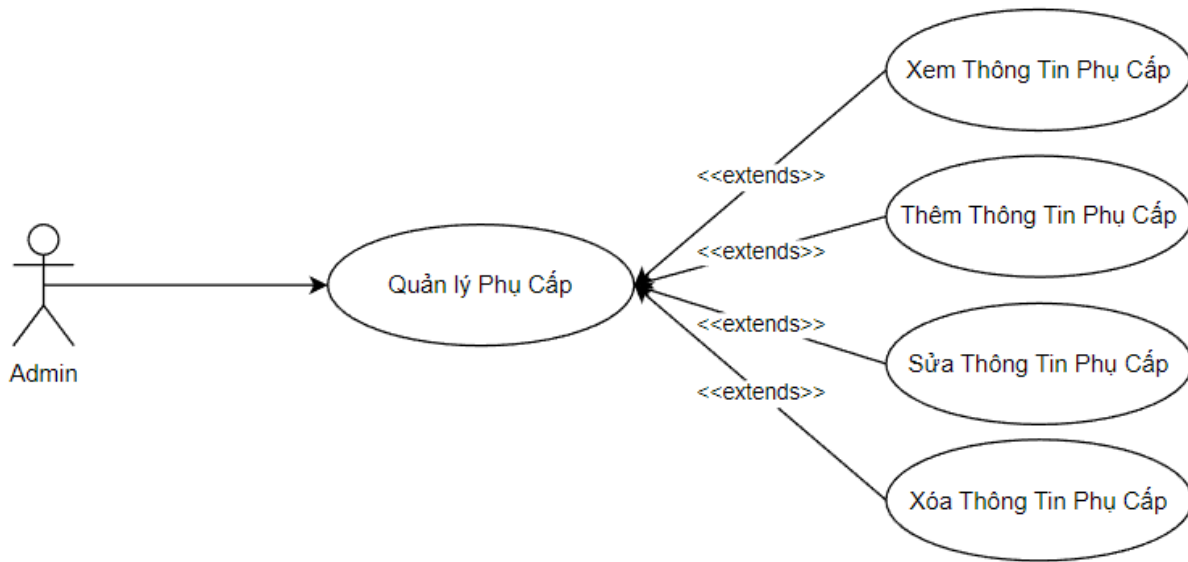 Xem Thông Tin Phụ Cấp
<<extends>>
Thêm Thông Tin Phụ Cấp
<<extends>>
Quản lý Phụ Cấp
<<extends>>
Sửa Thông Tin Phụ Cấp
Admin
<<extends>>
Xóa Thông Tin Phụ Cấp